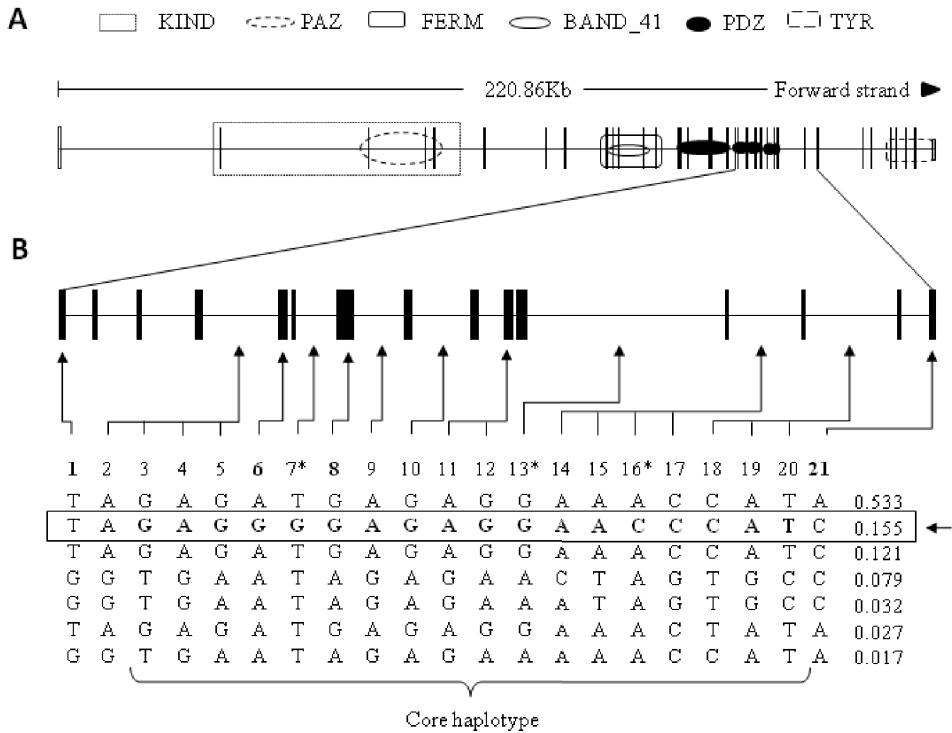 A
KIND PAZ FERM BAND_41 PDZ TYR
220.86Kb Forward strand
B
1 2 3 4 5 6 7* 8 9 10 11 12 13* 14 15 16* 17 18 19 20 21
T A G A G A T G A G A G G A A A C C A T A 0.533
T A G A G G G G A G A G G A A C C C A T C 0.155
T A G A G A T G A G A G G A A A C C A T C 0.121
G G T G A A T A G A G A A C T A G T G C C 0.079
G G T G A A T A G A G A A A T A G T G C C 0.032
T A G A G A T G A G A G G A A A C T A T A 0.027
G G T G A A T A G A G A A A A A C C A T A 0.017
Core haplotype